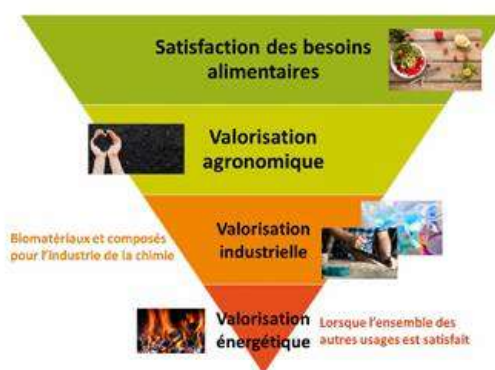 Satisfaction des besoins
alimentaires
Valorisation
agronomique
Biomatériaux et composés
pour l'industrie de la chimie
Valorisation
industrielle
Valorisation
énergétique
Lorsque l'ensemble des
autres usages est satisfait